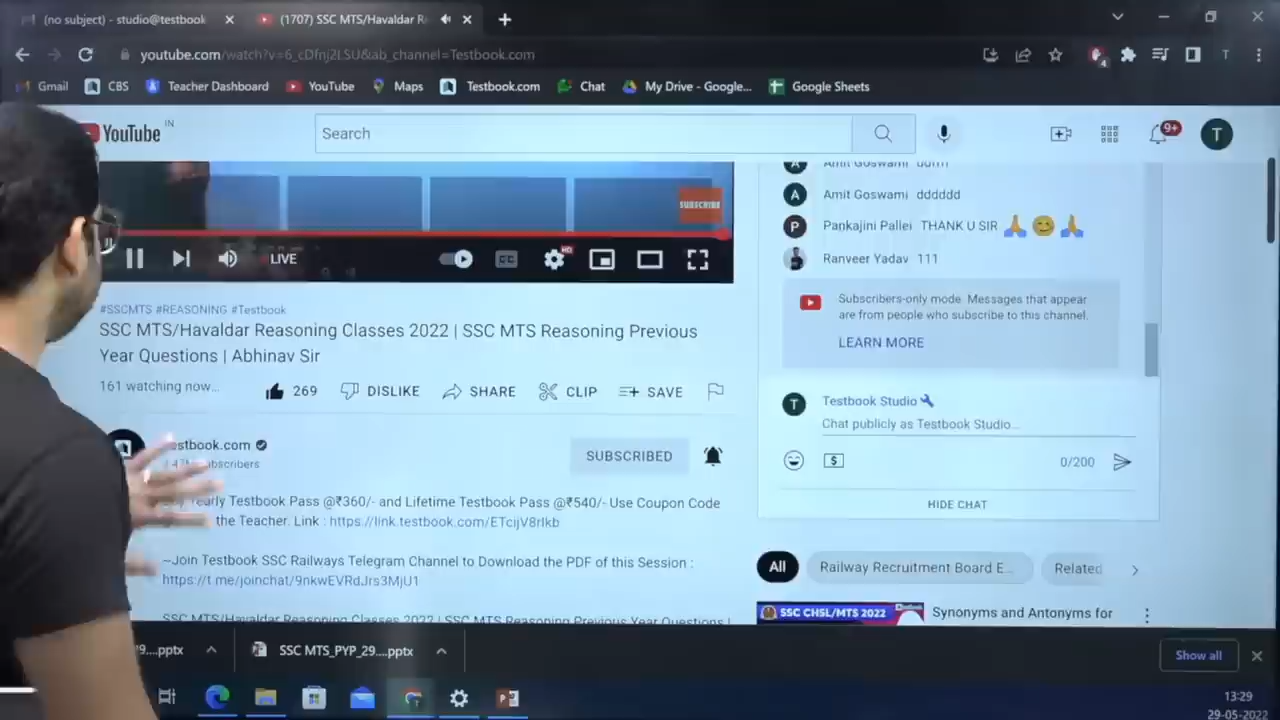 (no subject) - studio@testbook
(1707) SSC MTS/Havaldar R
youtube.com/watch?v=6_cDfnj2LSU&ab_channel=Testbook.com
4
T
Gmail
CBS
Teacher Dashboard
YouTube
Maps
Testbook.com
Chat
My Drive - Google...
Google Sheets
YouTube IN
Search
9+
T
SUBSCRIBE
LIVE
CC
HD
Amit Goswami
A
Amit Goswami dddddd
P
Pankajini Pallei THANK U SIR 🙏 😊 🙏
Ranveer Yadav 111
Subscribers-only mode. Messages that appear
are from people who subscribe to this channel.
LEARN MORE
#SSCMTS #REASONING #Testbook
SSC MTS/Havaldar Reasoning Classes 2022 | SSC MTS Reasoning Previous
Year Questions | Abhinav Sir
161 watching now...
269
DISLIKE
SHARE
CLIP
SAVE
T
Testbook Studio
Chat publicly as Testbook Studio...
$
0/200
HIDE CHAT
estbook.com
SUBSCRIBED
Yearly Testbook Pass @₹360/- and Lifetime Testbook Pass @₹540/- Use Coupon Code
the Teacher. Link : https://link.testbook.com/ETcijV8rlkb
~Join Testbook SSC Railways Telegram Channel to Download the PDF of this Session :
https://t.me/joinchat/9nkwEVRdJrs3MjU1
SSC MTS/Havaldar Reasoning Classes 2022 | SSC MTS Reasoning Previous Year Questions |
All
Railway Recruitment Board E...
Related
SSC CHSL/MTS 2022
Synonyms and Antonyms for
29....pptx
SSC MTS_PYP_29....pptx
Show all
13:29
29-05-2022